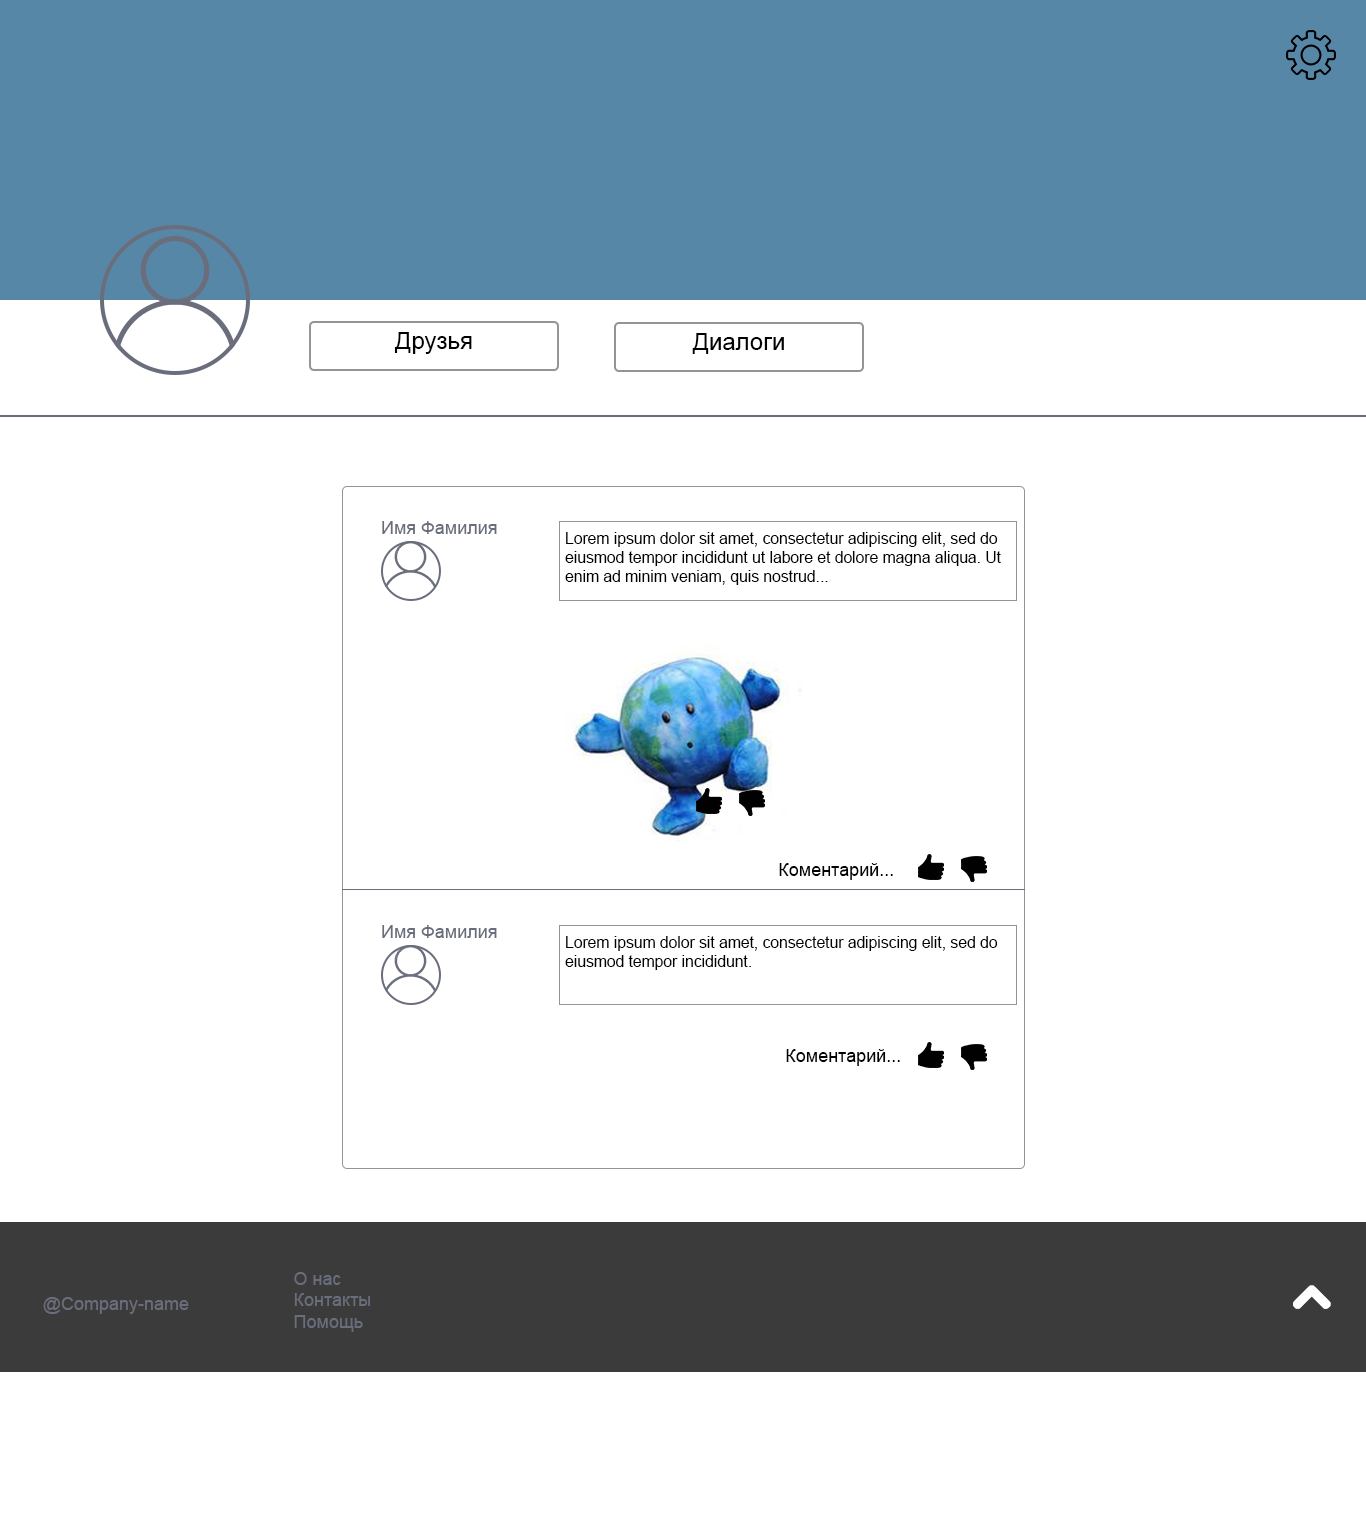 Друзья
Диалоги
Имя Фамилия
Lorem ipsum dolor sit amet, consectetur adipiscing elit, sed do
eiusmod tempor incididunt ut labore et dolore magna aliqua. Ut
enim ad minim veniam, quis nostrud...
Коментарий...
Имя Фамилия
Lorem ipsum dolor sit amet, consectetur adipiscing elit, sed do
eiusmod tempor incididunt.
Коментарий...
@Company-name
О нас
Контакты
Помощь